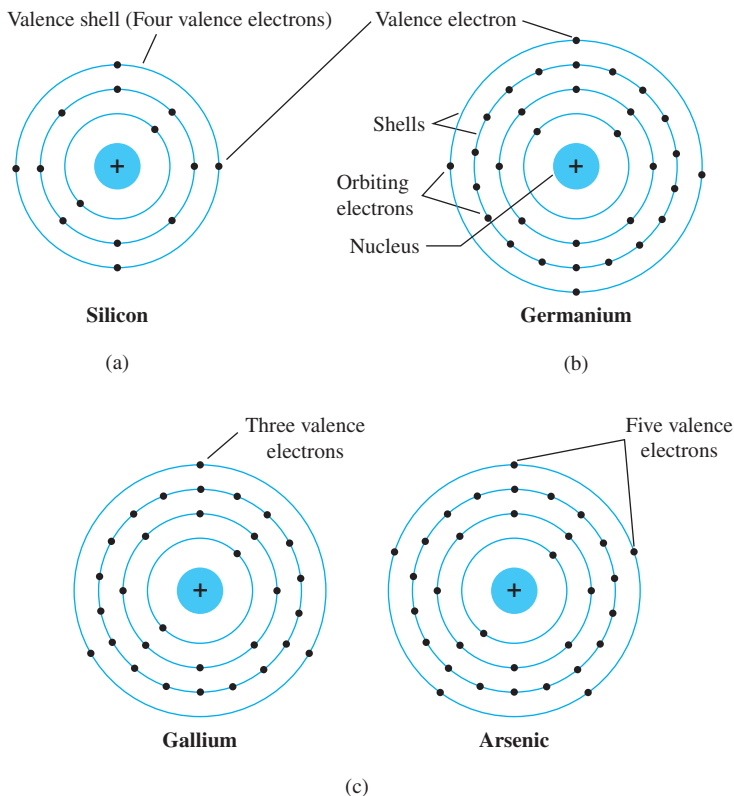 Valence shell (Four valence electrons)
Valence electron
+
Silicon
(a)
Shells
Orbiting
electrons
Nucleus
+
Germanium
(b)
Three valence
electrons
+
Gallium
Five valence
electrons
+
Arsenic
(c)